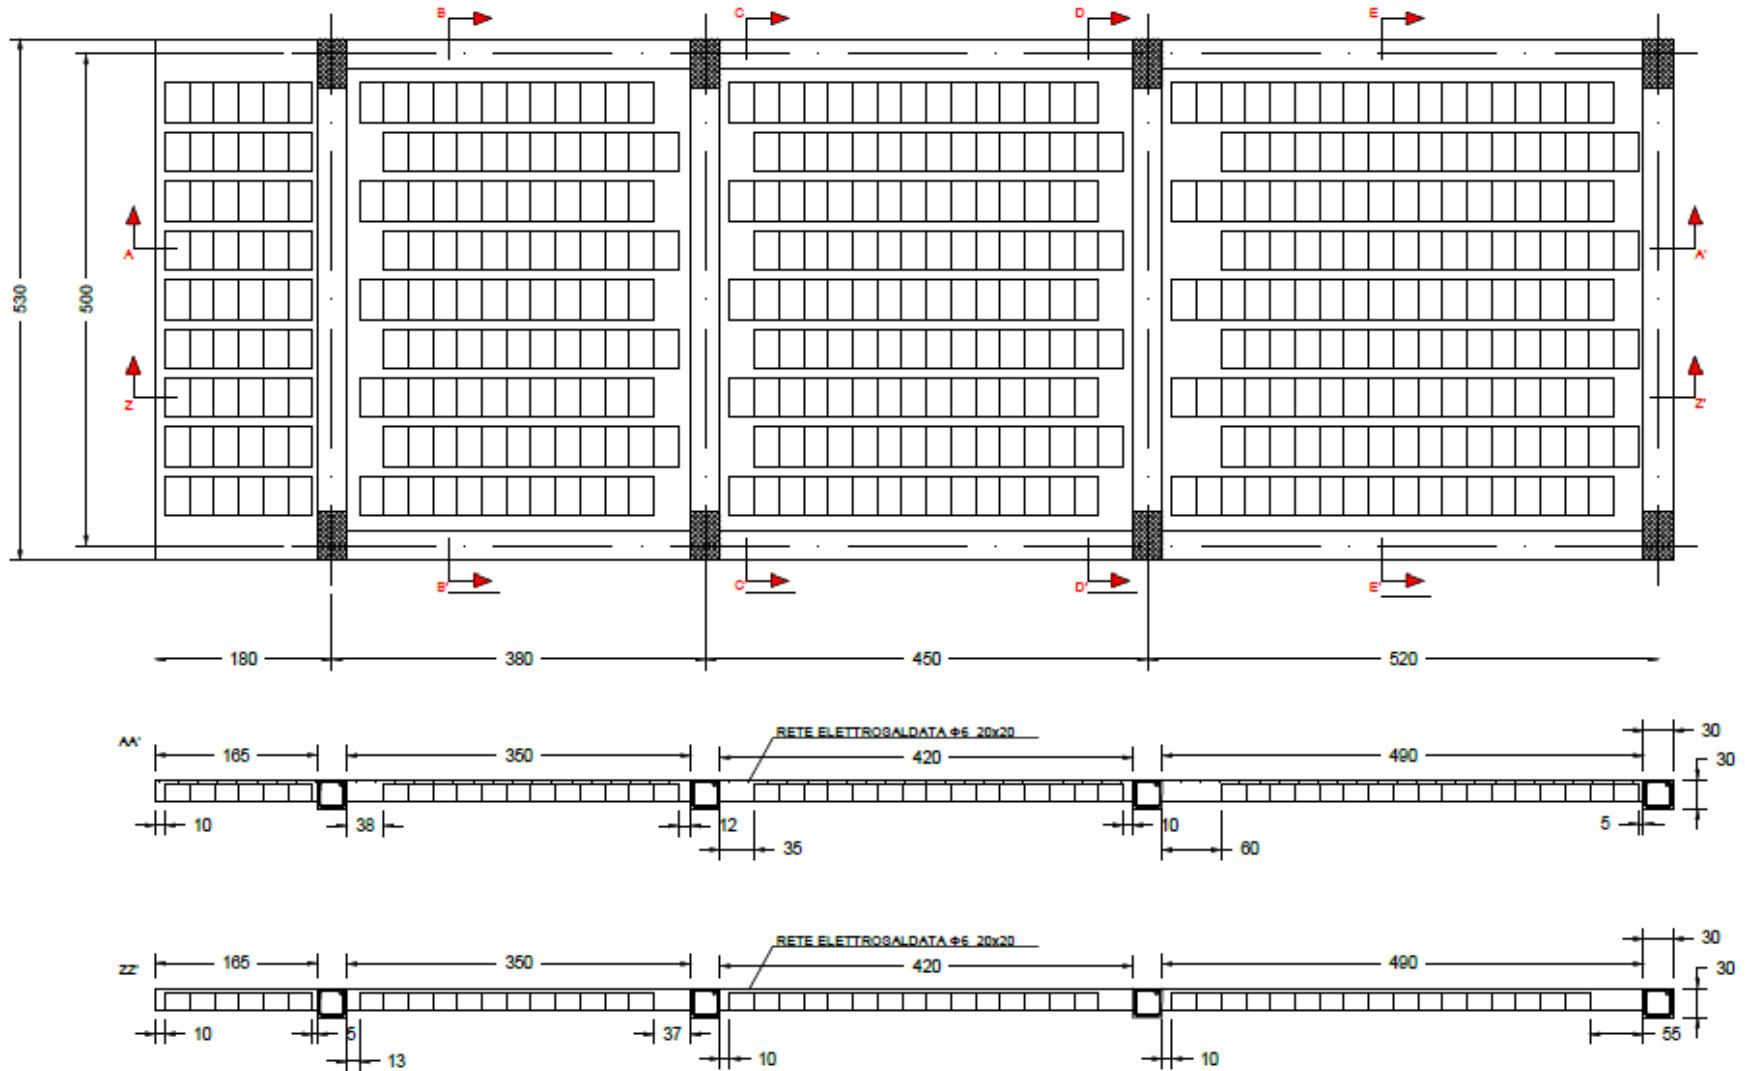 B C D E
A A'
530 500
Z Z'
B' C' D' E'
180 380 450 520
AA'
RETE ELETTROSALDATA Φ6 20x20
165 350 420 490 30
30
10 38 12 35 10 60 5
ZZ'
RETE ELETTROSALDATA Φ6 20x20
165 350 420 490 30
30
10 5 13 37 10 10 55